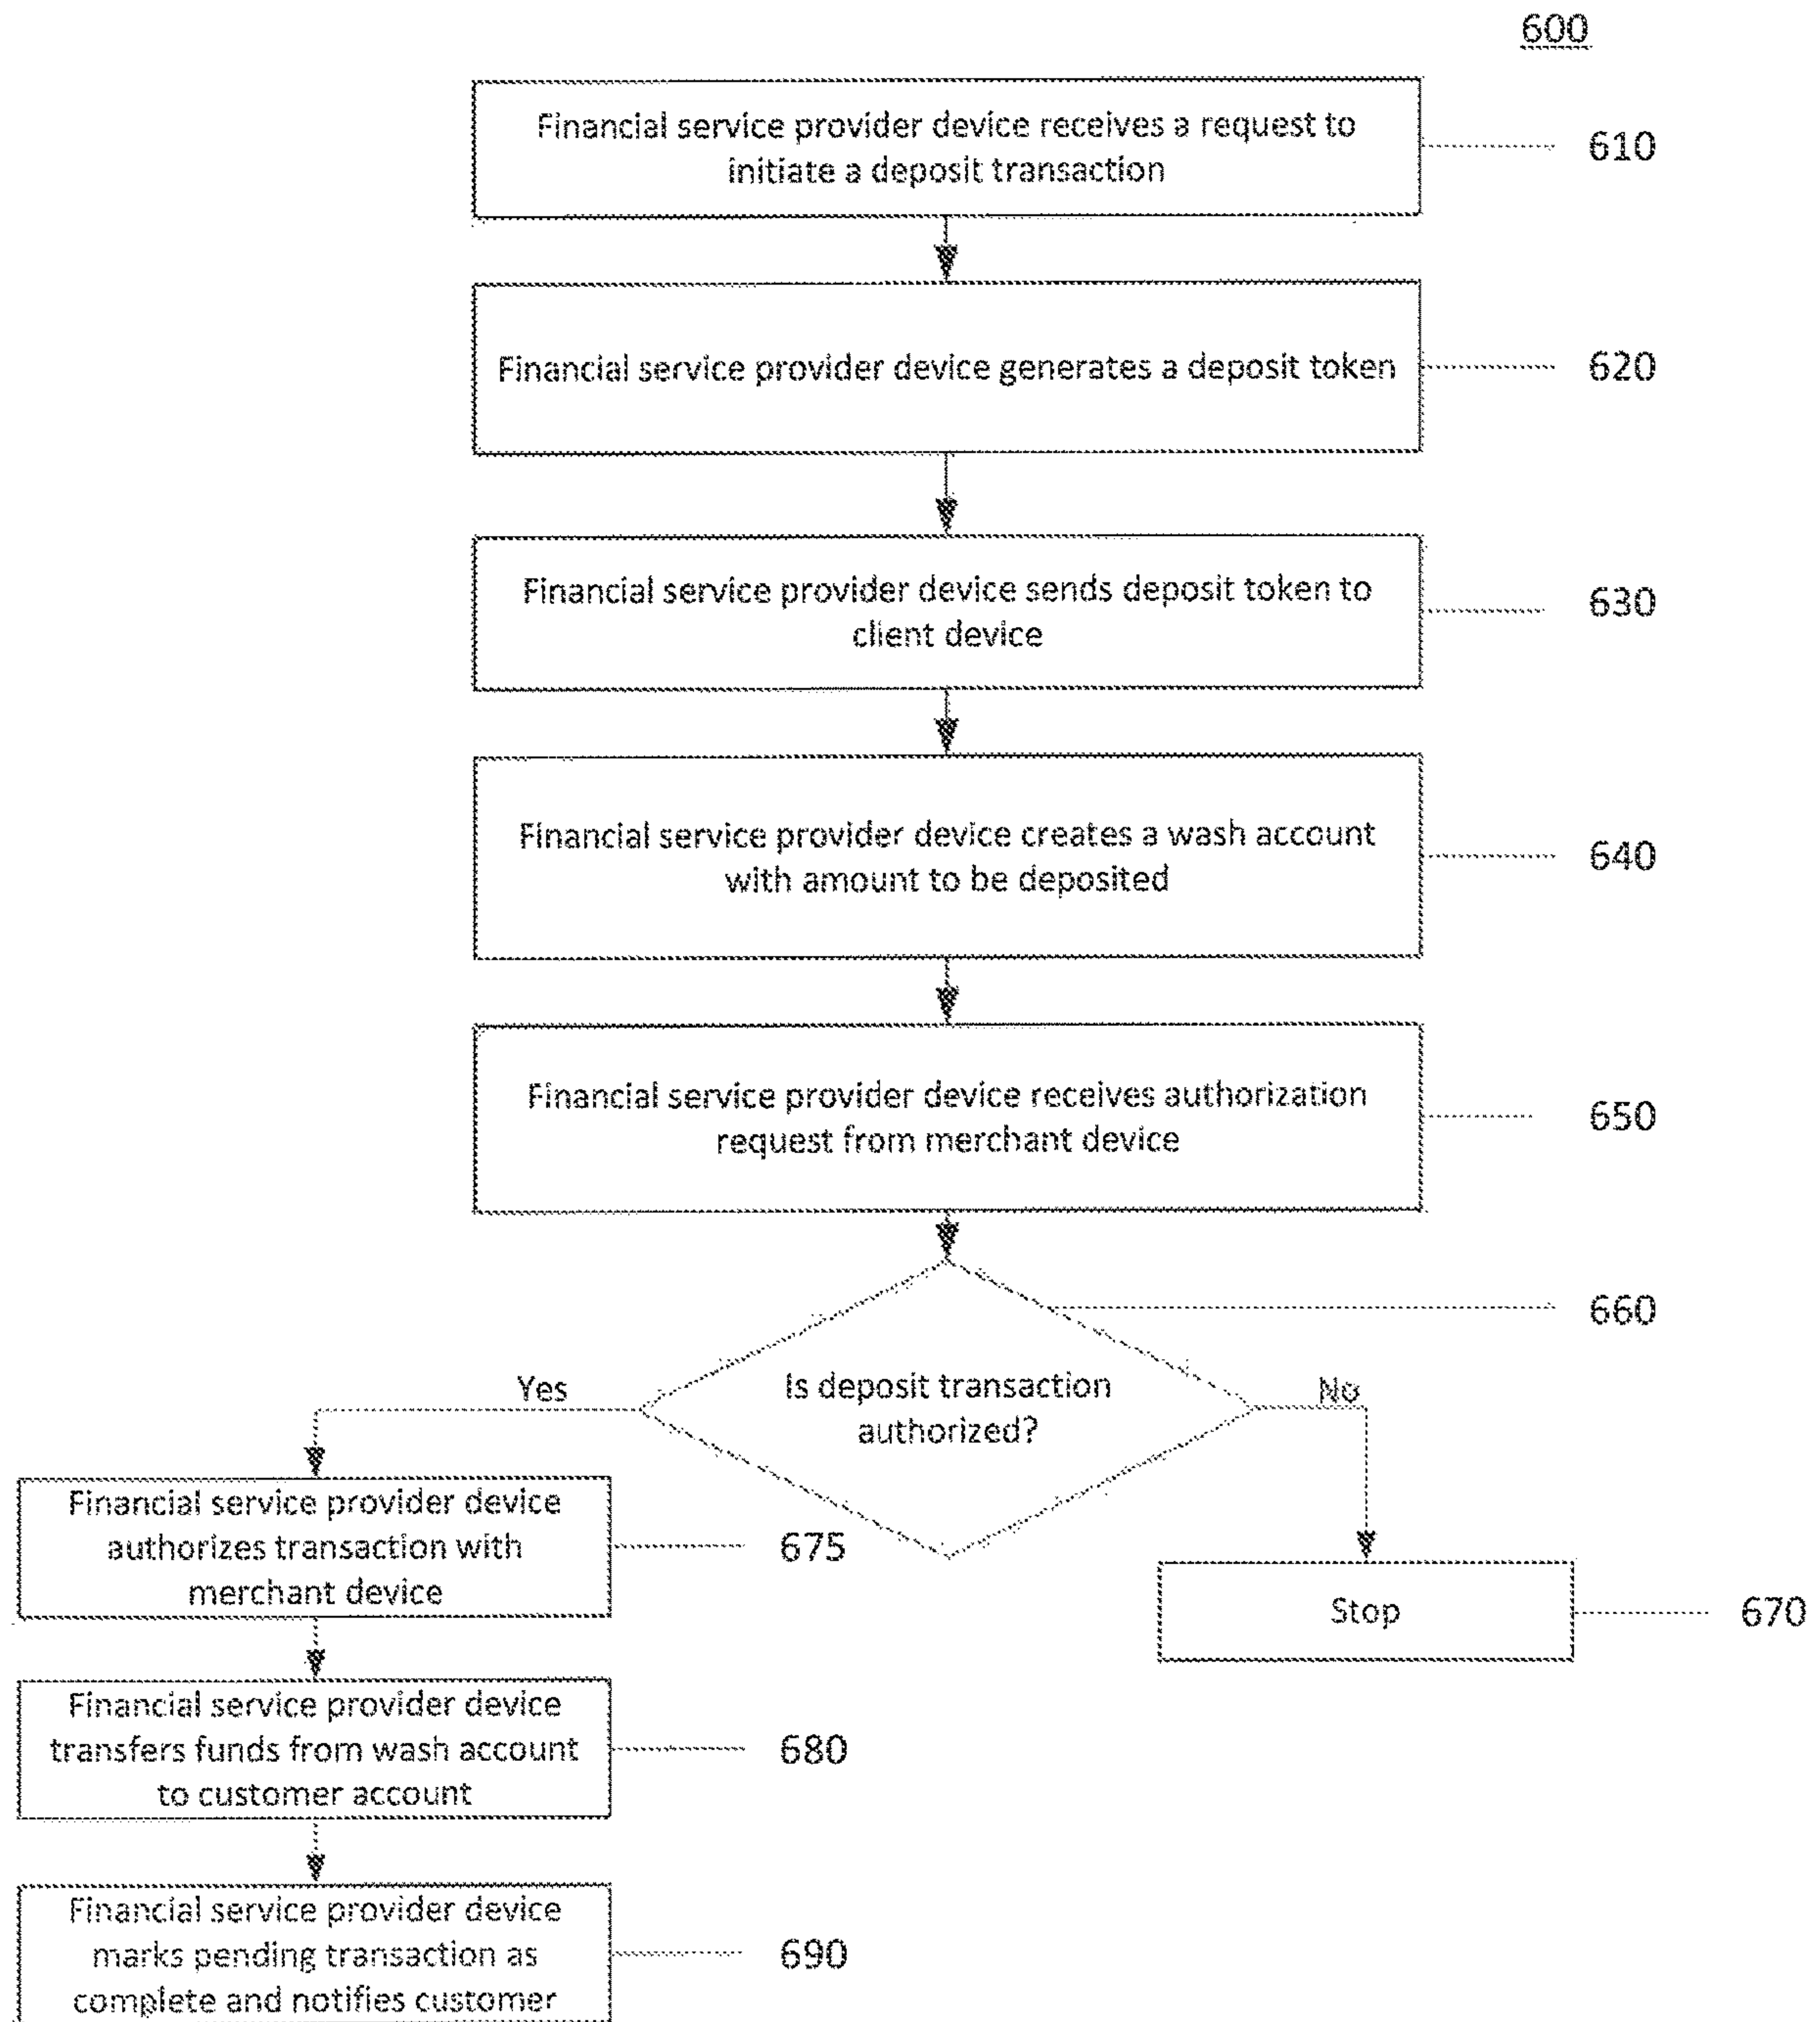 600
Financial service provider device receives a request to
initiate a deposit transaction
610
Financial service provider device generates a deposit token
620
Financial service provider device sends deposit token to
client device
630
Financial service provider device creates a wash account
with amount to be deposited
640
Financial service provider device receives authorization
request from merchant device
650
660
Is deposit transaction
authorized?
Yes
No
Financial service provider device
authorizes transaction with
merchant device
675
Stop
670
Financial service provider device
transfers funds from wash account
to customer account
680
Financial service provider device
marks pending transaction as
complete and notifies customer
690